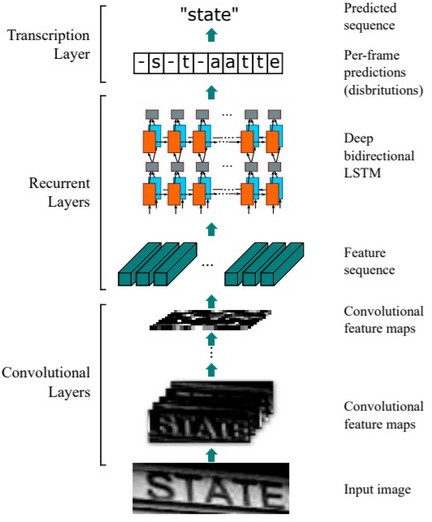 "state"
Predicted
sequence
Transcription
Layer
-s-t-aatte
Per-frame
predictions
(disbritutions)
Recurrent
Layers
...
...
Deep
bidirectional
LSTM
...
Feature
sequence
Convolutional
feature maps
Convolutional
Layers
STATE
Convolutional
feature maps
STATE
Input image